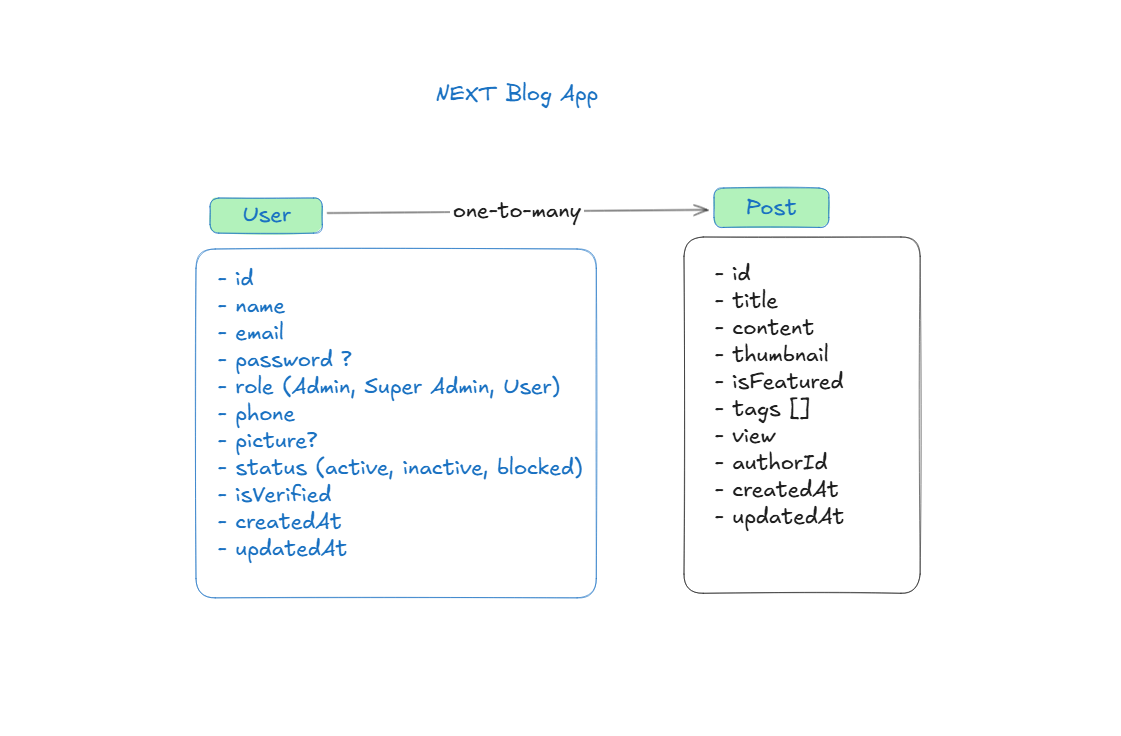 NEXT Blog App
User
one-to-many
Post
- id
- name
- email
- password ?
- role (Admin, Super Admin, User)
- phone
- picture?
- status (active, inactive, blocked)
- isVerified
- createdAt
- updatedAt
- id
- title
- content
- thumbnail
- isFeatured
- tags []
- view
- authorId
- createdAt
- updatedAt